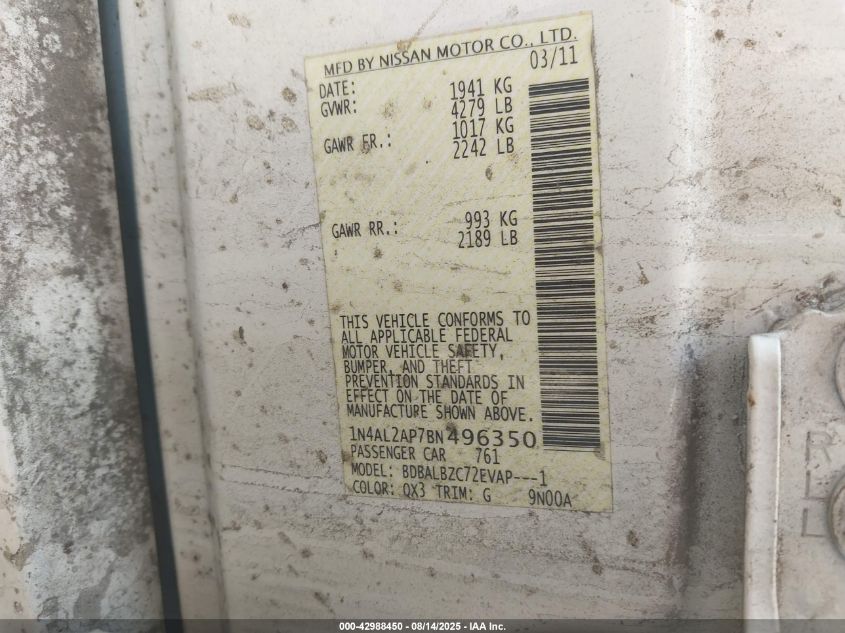 MFD BY NISSAN MOTOR CO., LTD.
DATE: 03/11
GVWR: 1941 KG
4279 LB
GAWR FR.: 1017 KG
2242 LB
GAWR RR.: 993 KG
2189 LB
THIS VEHICLE CONFORMS TO
ALL APPLICABLE FEDERAL
MOTOR VEHICLE SAFETY,
BUMPER, AND THEFT
PREVENTION STANDARDS IN
EFFECT ON THE DATE OF
MANUFACTURE SHOWN ABOVE.
1N4AL2AP7BN496350
PASSENGER CAR 761
MODEL: BDBALBZC72EVAP---1
COLOR: QX3 TRIM: G 9N00A
R
L
L
000-42988450 - 08/14/2025 - IAA Inc.